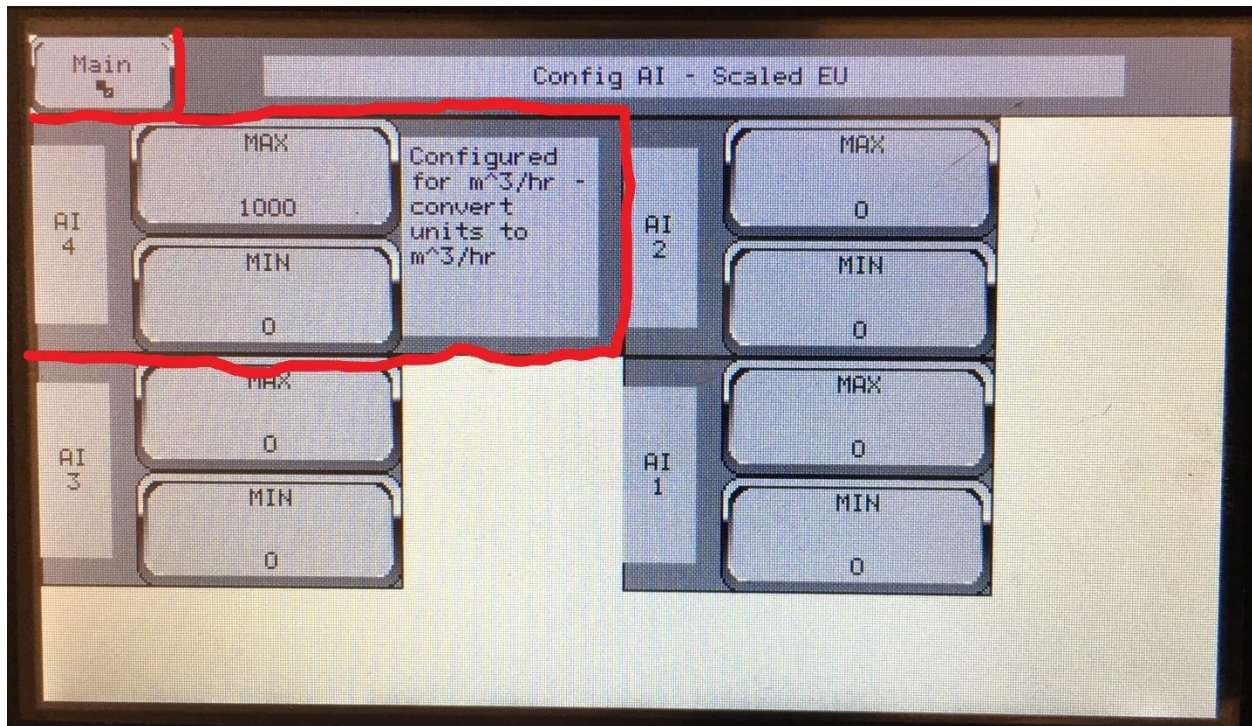 Main
Config AI - Scaled EU
AI
4
MAX
1000
MIN
0
Configured
for m^3/hr -
convert
units to
m^3/hr
AI
2
MAX
0
MIN
0
AI
3
MAX
0
MIN
0
AI
1
MAX
0
MIN
0